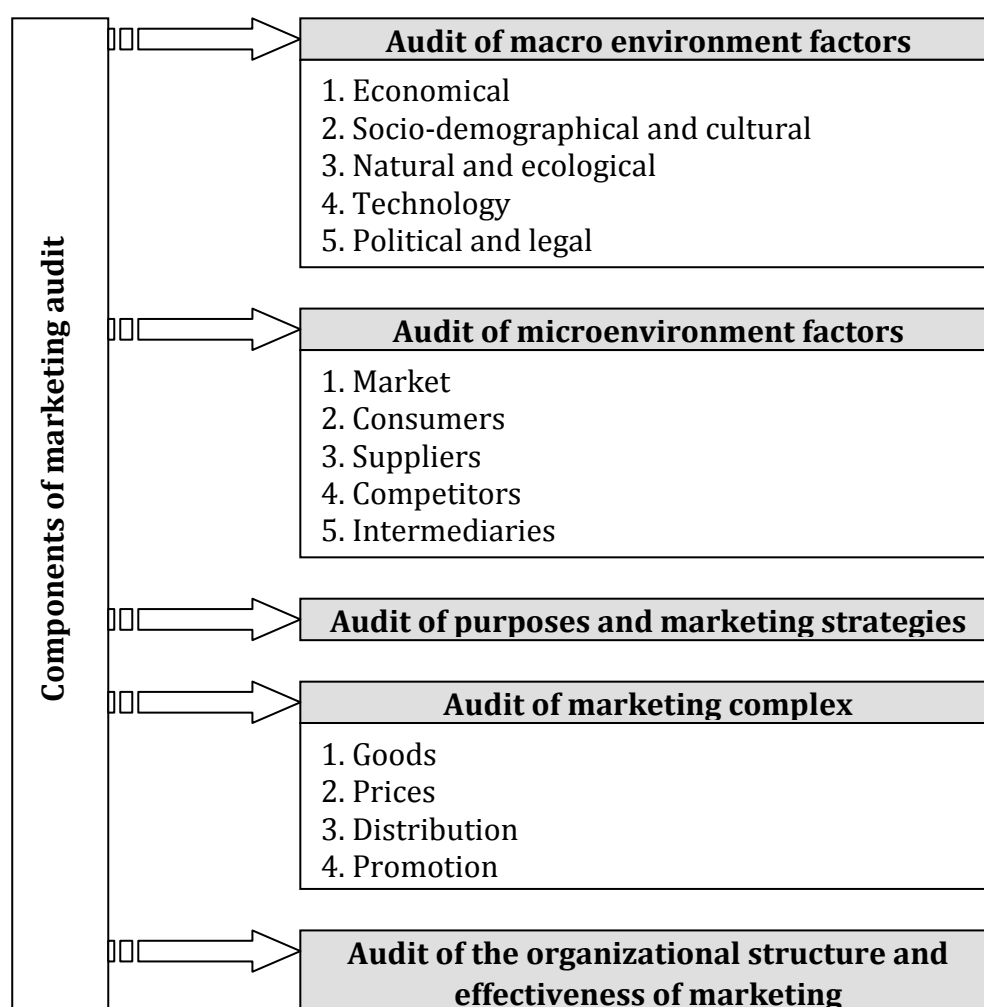 Components of marketing audit
Audit of macro environment factors
1. Economical
2. Socio-demographical and cultural
3. Natural and ecological
4. Technology
5. Political and legal
Audit of microenvironment factors
1. Market
2. Consumers
3. Suppliers
4. Competitors
5. Intermediaries
Audit of purposes and marketing strategies
Audit of marketing complex
1. Goods
2. Prices
3. Distribution
4. Promotion
Audit of the organizational structure and
effectiveness of marketing